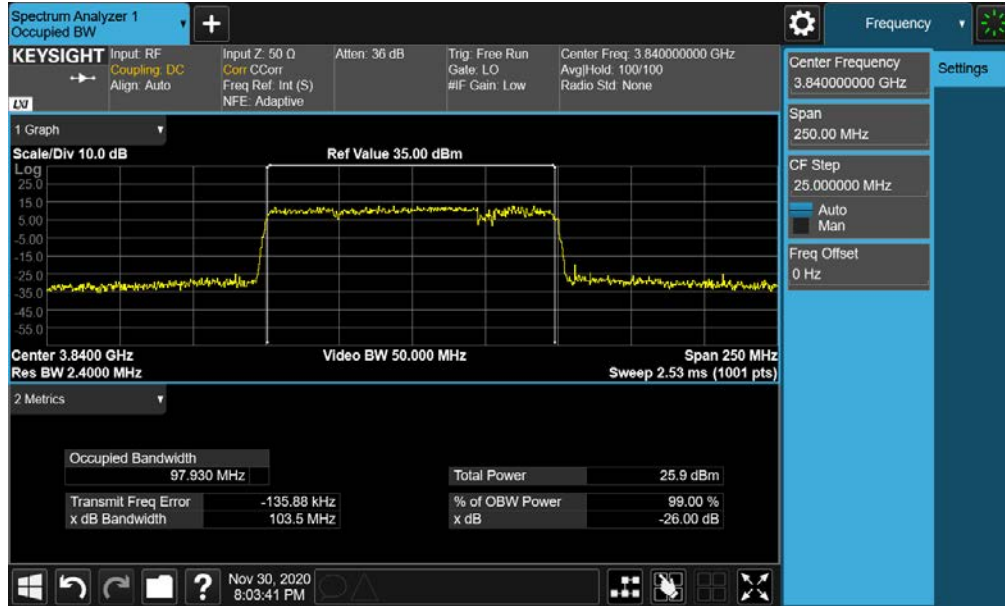 Spectrum Analyzer 1
Occupied BW
+
Frequency
KEYSIGHT
LXI
Input: RF
Coupling: DC
Align: Auto
Input Z: 50 Ω
Corr CCorr
Freq Ref: Int (S)
NFE: Adaptive
Atten: 36 dB
Trig: Free Run
Gate: LO
#IF Gain: Low
Center Freq: 3.840000000 GHz
Avg|Hold: 100/100
Radio Std: None
Center Frequency
3.840000000 GHz
Settings
Span
250.00 MHz
CF Step
25.000000 MHz
Auto
Man
Freq Offset
0 Hz
1 Graph
Scale/Div 10.0 dB
Ref Value 35.00 dBm
Log
25.0
15.0
5.00
-5.00
-15.0
-25.0
-35.0
-45.0
-55.0
Center 3.8400 GHz
Video BW 50.000 MHz
Span 250 MHz
Res BW 2.4000 MHz
Sweep 2.53 ms (1001 pts)
2 Metrics
Occupied Bandwidth
97.930 MHz
Total Power 25.9 dBm
Transmit Freq Error -135.88 kHz
% of OBW Power 99.00 %
x dB Bandwidth 103.5 MHz
x dB -26.00 dB
?
Nov 30, 2020
8:03:41 PM